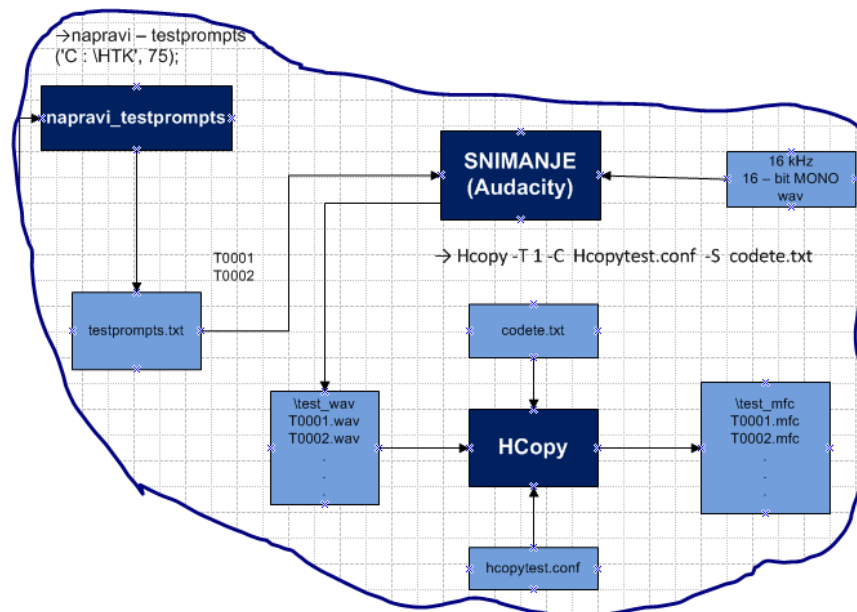 →napravi – testprompts
('C : \HTK', 75);
napravi_testprompts
SNIMANJE
(Audacity)
16 kHz
16 – bit MONO
wav
T0001
T0002
→ Hcopy -T 1 -C Hcopytest.conf -S codete.txt
testprompts.txt
codete.txt
\test_wav
T0001.wav
T0002.wav
.
.
.
HCopy
\test_mfc
T0001.mfc
T0002.mfc
.
.
.
hcopytest.conf